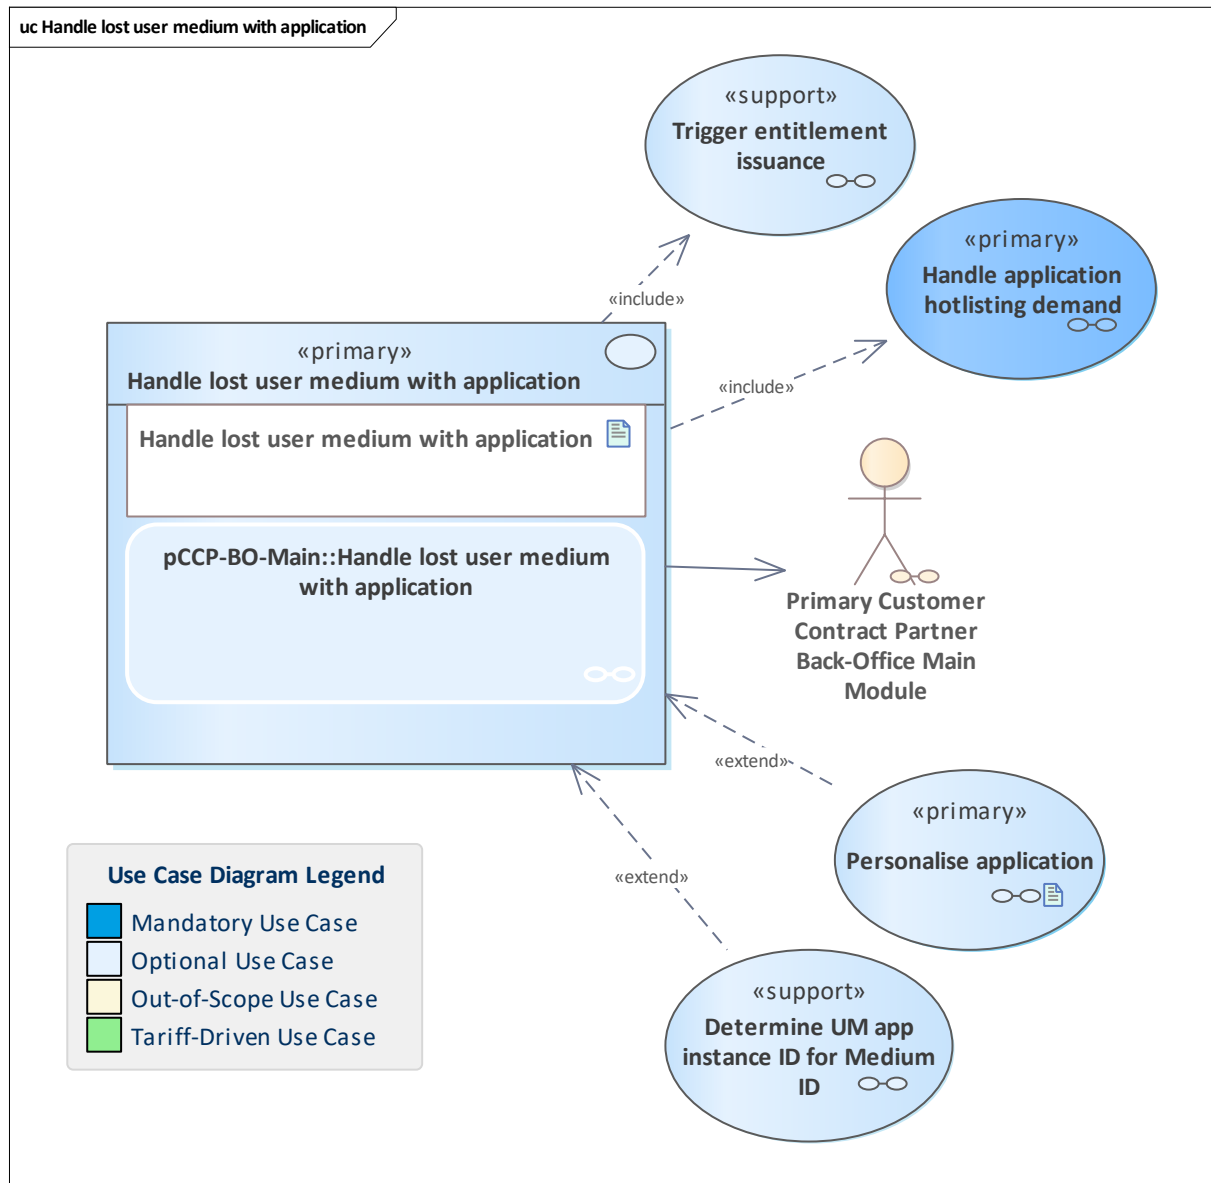 uc Handle lost user medium with application
«support»
Trigger entitlement
issuance
«primary»
Handle application
hotlisting demand
«include»
«include»
«primary»
Handle lost user medium with application
Handle lost user medium with application
pCCP-BO-Main::Handle lost user medium
with application
Primary Customer
Contract Partner
Back-Office Main
Module
«extend»
«primary»
Personalise application
«extend»
«support»
Determine UM app
instance ID for Medium
ID
Use Case Diagram Legend
Mandatory Use Case
Optional Use Case
Out-of-Scope Use Case
Tariff-Driven Use Case